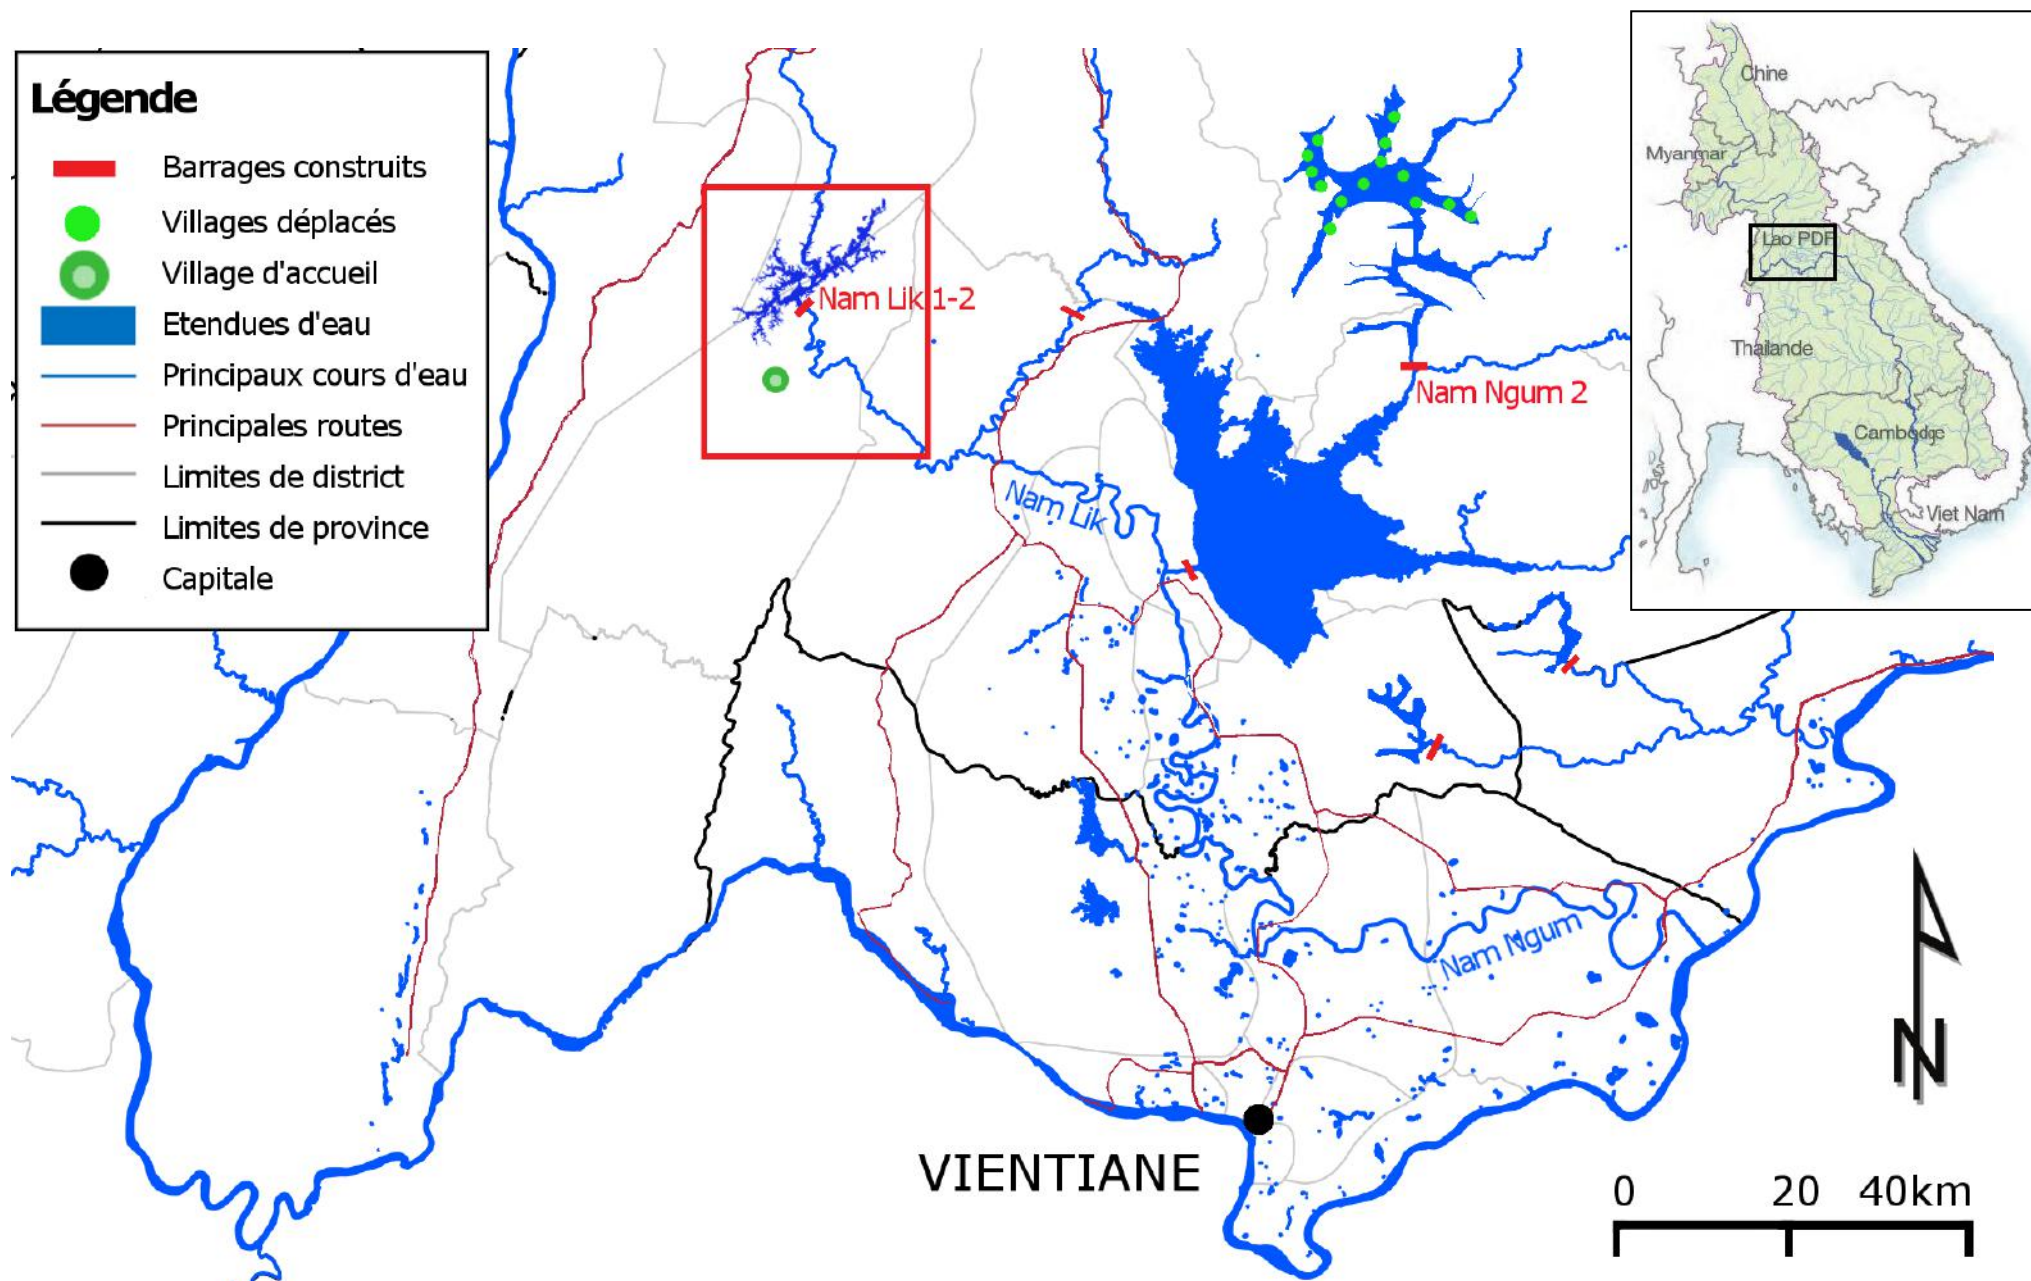 Légende
Barrages construits
Villages déplacés
Village d'accueil
Etendues d'eau
Principaux cours d'eau
Principales routes
Limites de district
Limites de province
Capitale
Nam Lik 1-2
Nam Ngum 2
Nam Lik
Nam Ngum
VIENTIANE
Chine
Myanmar
Lao PDR
Thaïlande
Cambodge
Viet Nam
N
0 20 40km